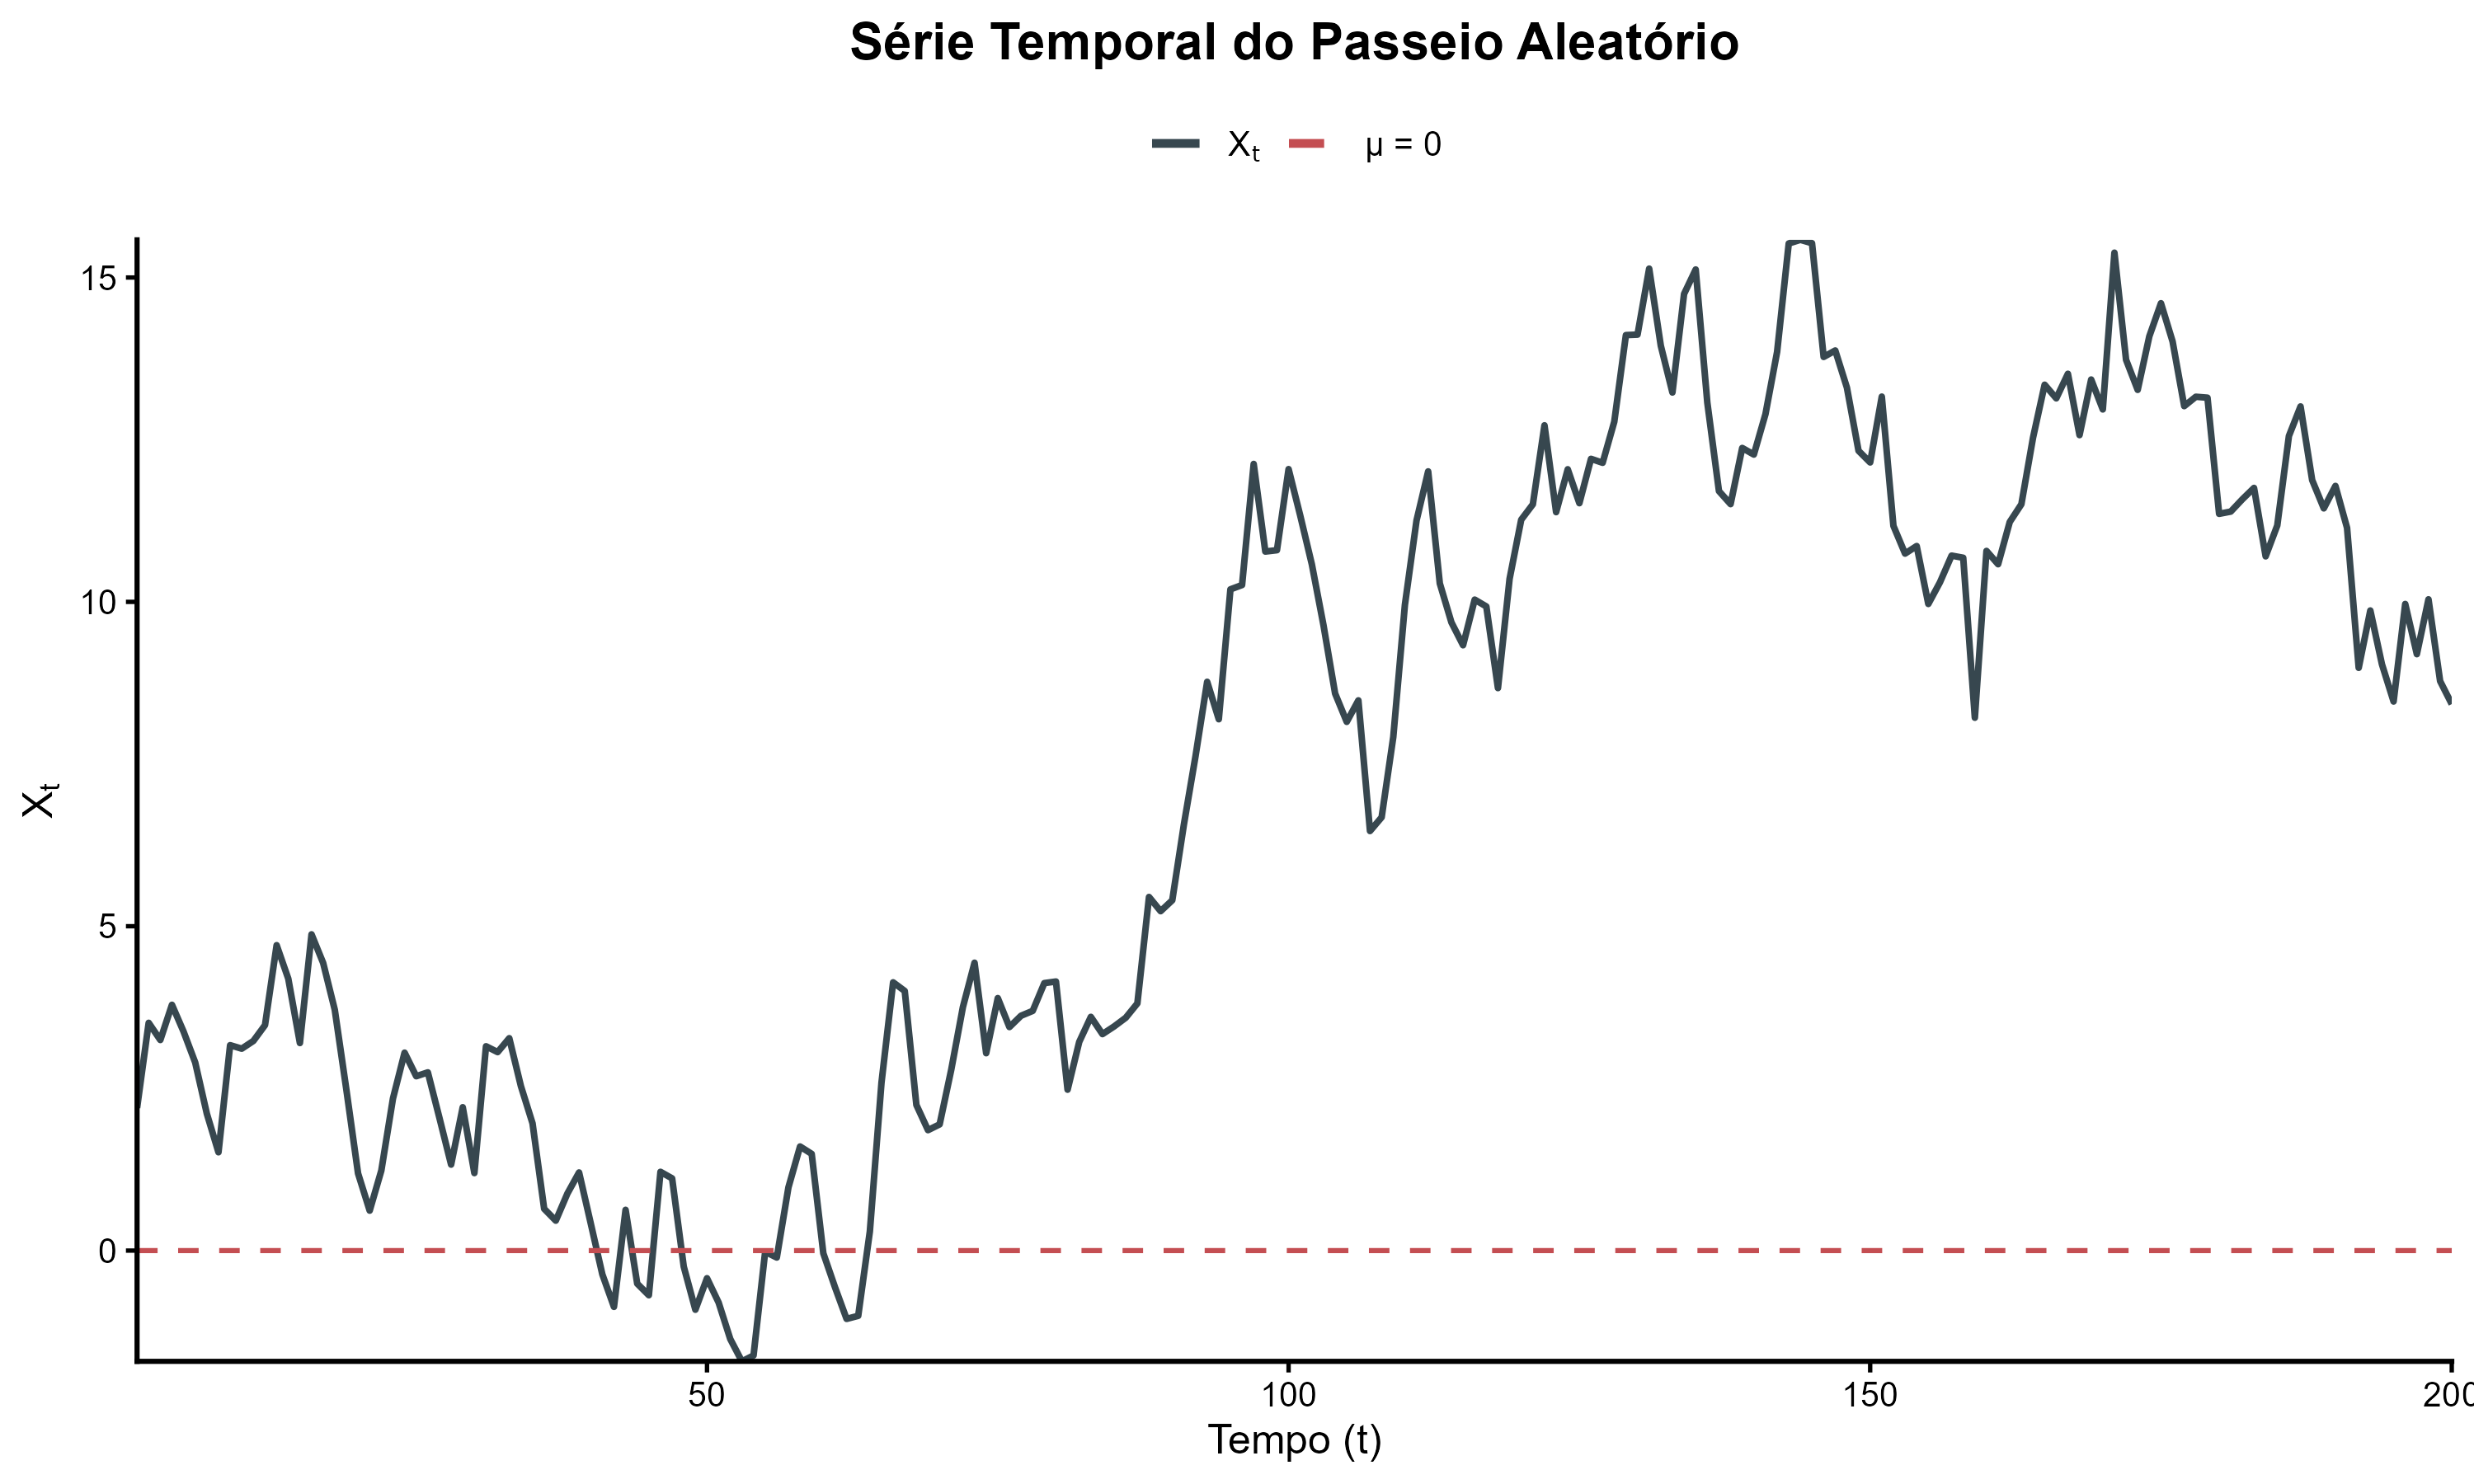 Série Temporal do Passeio Aleatório
Xt μ = 0
15
10
5
0
Xt
50 100 150 200
Tempo (t)